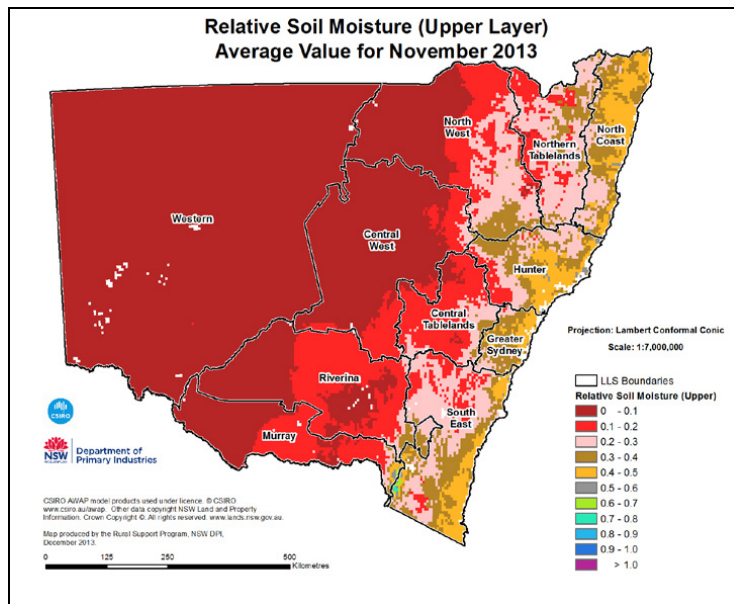 Relative Soil Moisture (Upper Layer)
Average Value for November 2013
North
West
Northern
Tablelands
North
Coast
Western
Central
West
Hunter
Central
Tablelands
Greater
Sydney
Riverina
South
East
Murray
Projection: Lambert Conformal Conic
Scale: 1:7,000,000
LLS Boundaries
Relative Soil Moisture (Upper)
0 - 0.1
0.1 - 0.2
0.2 - 0.3
0.3 - 0.4
0.4 - 0.5
0.5 - 0.6
0.6 - 0.7
0.7 - 0.8
0.8 - 0.9
0.9 - 1.0
> 1.0
CSIRO
NSW
Department of
Primary Industries
CSIRO AWAP model products used under licence. © CSIRO
www.csiro.au/awap. Other data copyright NSW Land and Property
Information: Crown Copyright ©. All rights reserved. www.lands.nsw.gov.au.
Map produced by the Rural Support Program, NSW DPI,
December 2013.
0 125 250 500
Kilometres